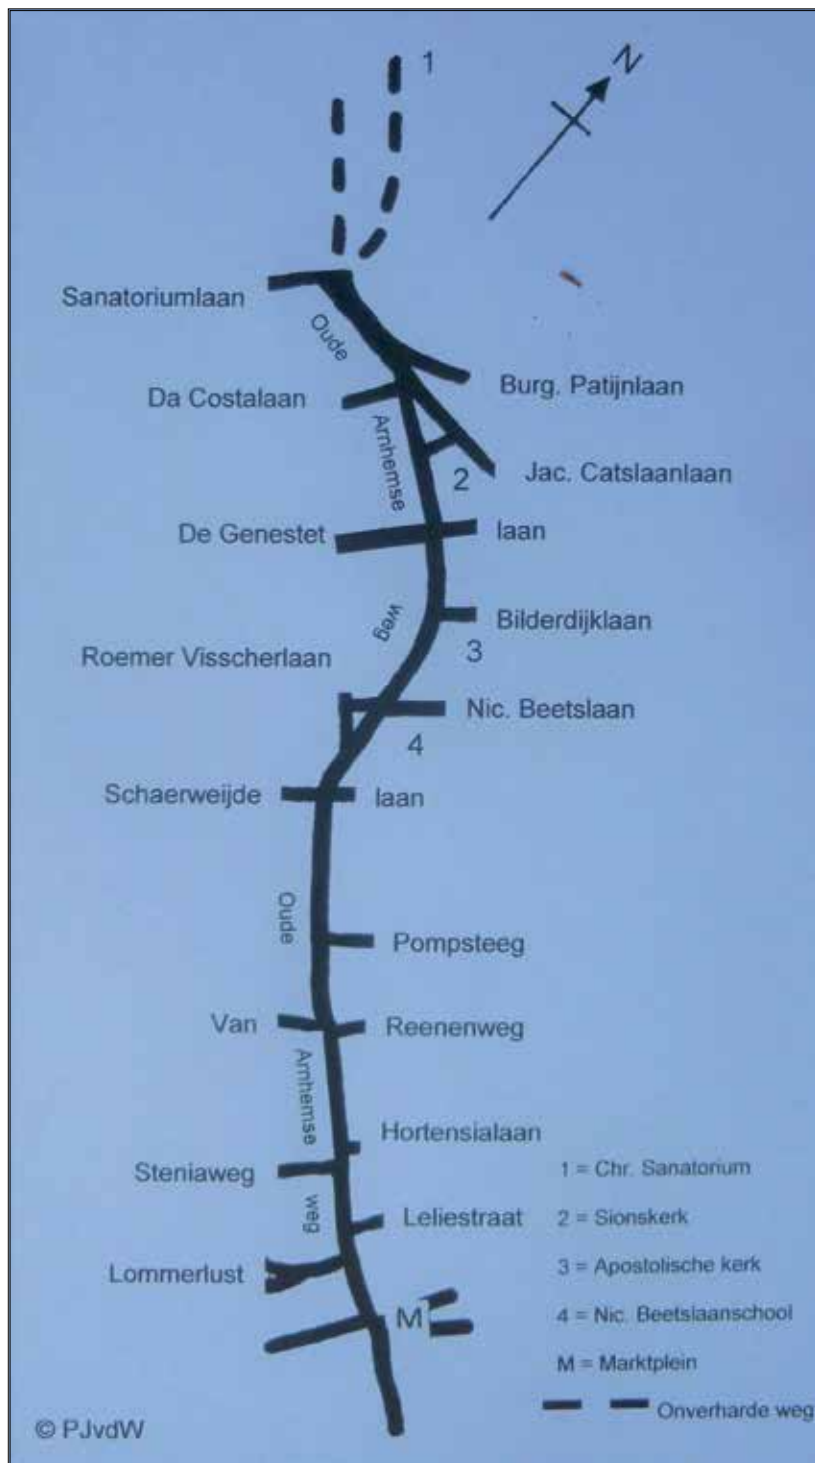 1
N
Sanatoriumlaan
Oude
Burg. Patijnlaan
Da Costalaan
Arnhemse
2
Jac. Catslaanlaan
De Genestet laan
weg
Bilderdijklaan
3
Roemer Visscherlaan
Nic. Beetslaan
4
Schaerweijde laan
Oude
Pompsteeg
Van Reenenweg
Arnhemse
Hortensialaan
Steniaweg
weg
Leliestraat
Lommerlust
M
1 = Chr. Sanatorium
2 = Sionskerk
3 = Apostolische kerk
4 = Nic. Beetslaanschool
M = Marktplein
Onverharde weg
© PJvdW